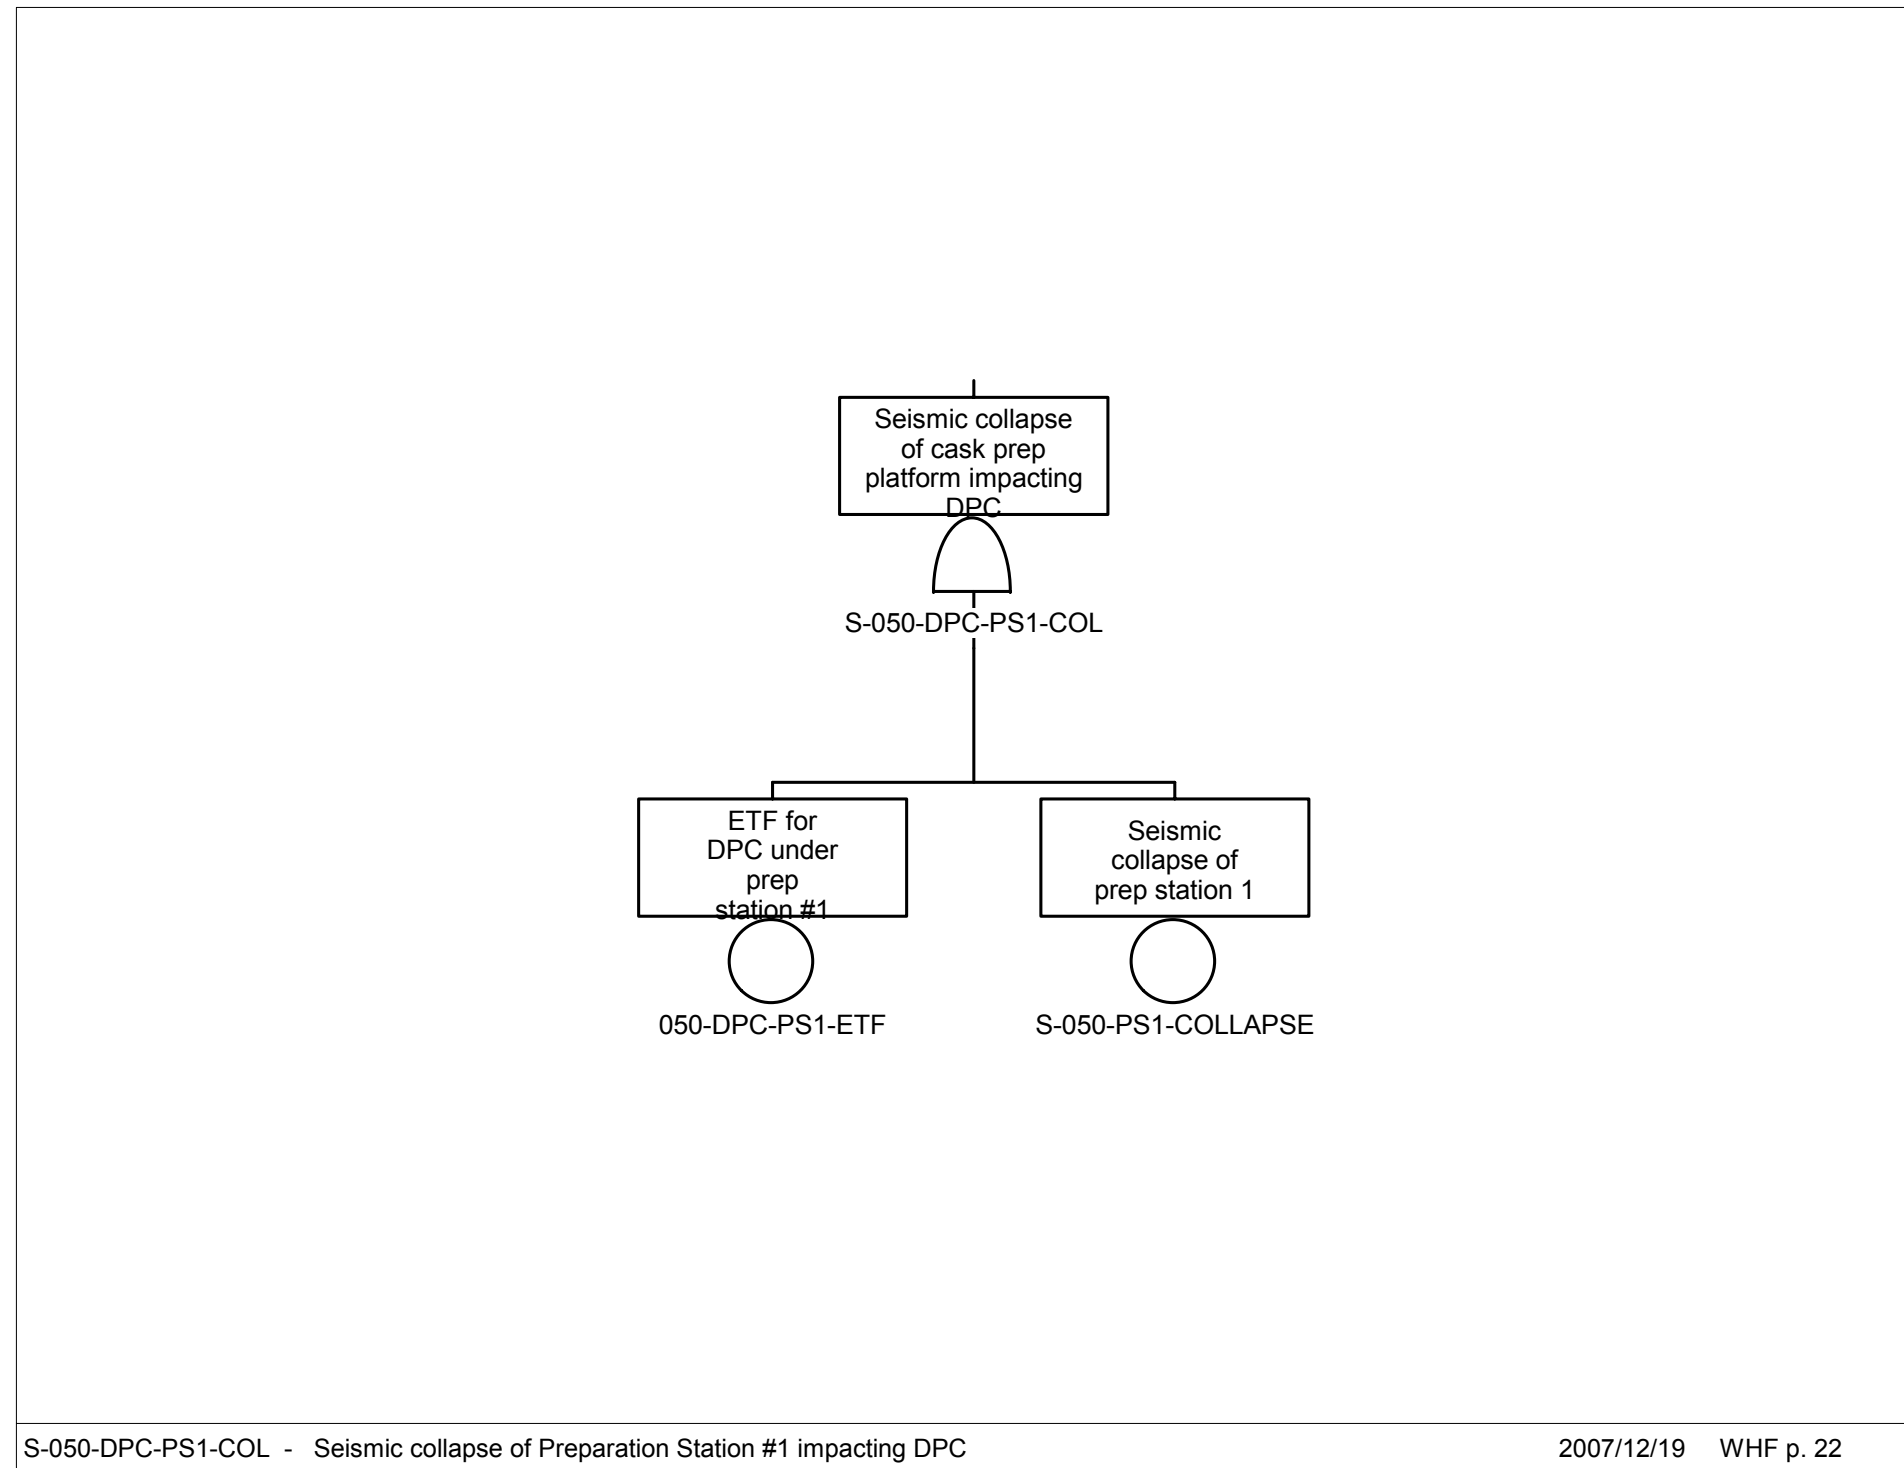 Seismic collapse
of cask prep
platform impacting
DPC
S-050-DPC-PS1-COL
ETF for
DPC under
prep
station #1
050-DPC-PS1-ETF
Seismic
collapse of
prep station 1
S-050-PS1-COLLAPSE
S-050-DPC-PS1-COL - Seismic collapse of Preparation Station #1 impacting DPC
2007/12/19 WHF p. 22